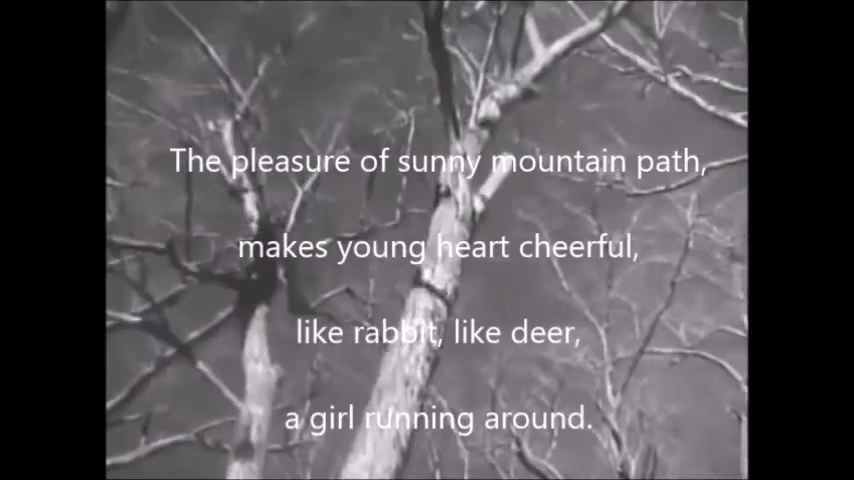 The pleasure of sunny mountain path,
makes young heart cheerful,
like rabbit, like deer,
a girl running around.